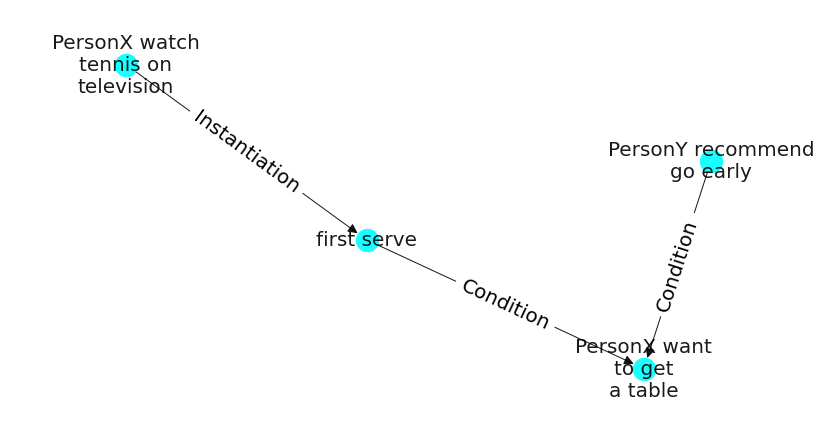 PersonX watch
tennis on
television
Instantiation
PersonY recommend
go early
first serve
Condition
Condition
PersonX want
to get
a table